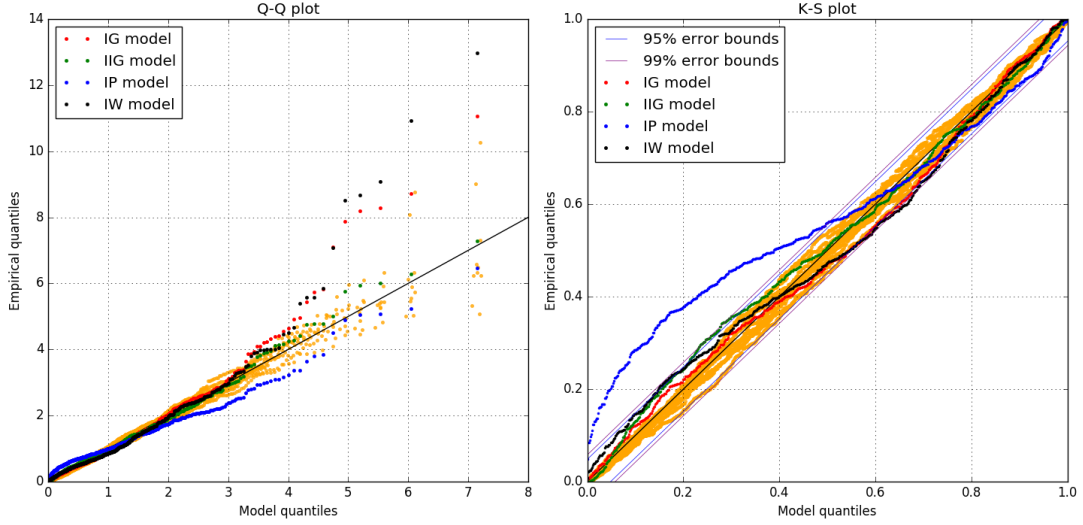 Q-Q plot
14
12
10
8
6
4
2
0
0 1 2 3 4 5 6 7 8
Empirical quantiles
Model quantiles
IG model
IIG model
IP model
IW model
K-S plot
1.0
0.8
0.6
0.4
0.2
0.0
0.0 0.2 0.4 0.6 0.8 1.0
Empirical quantiles
Model quantiles
95% error bounds
99% error bounds
IG model
IIG model
IP model
IW model